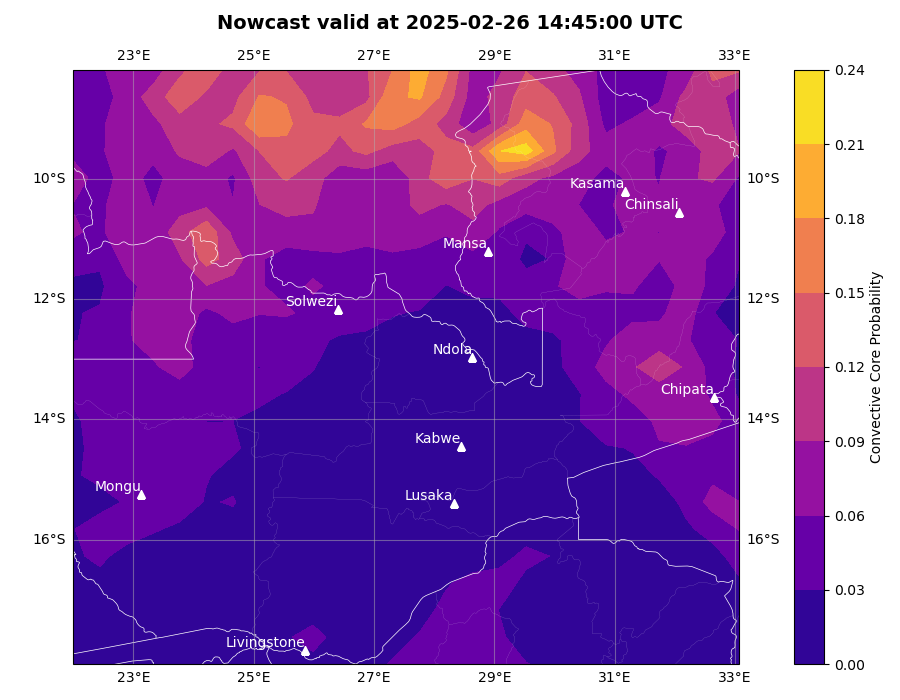 Nowcast valid at 2025-02-26 14:45:00 UTC
23°E 25°E 27°E 29°E 31°E 33°E
0.24
0.21
10°S 10°S
Kasama
Chinsali
0.18
Mansa
12°S 12°S
Solwezi
0.15
Ndola
0.12
Chipata
14°S 14°S
Kabwe
0.09
Mongu
Lusaka
0.06
16°S 16°S
0.03
Livingstone
0.00
23°E 25°E 27°E 29°E 31°E 33°E
Convective Core Probability